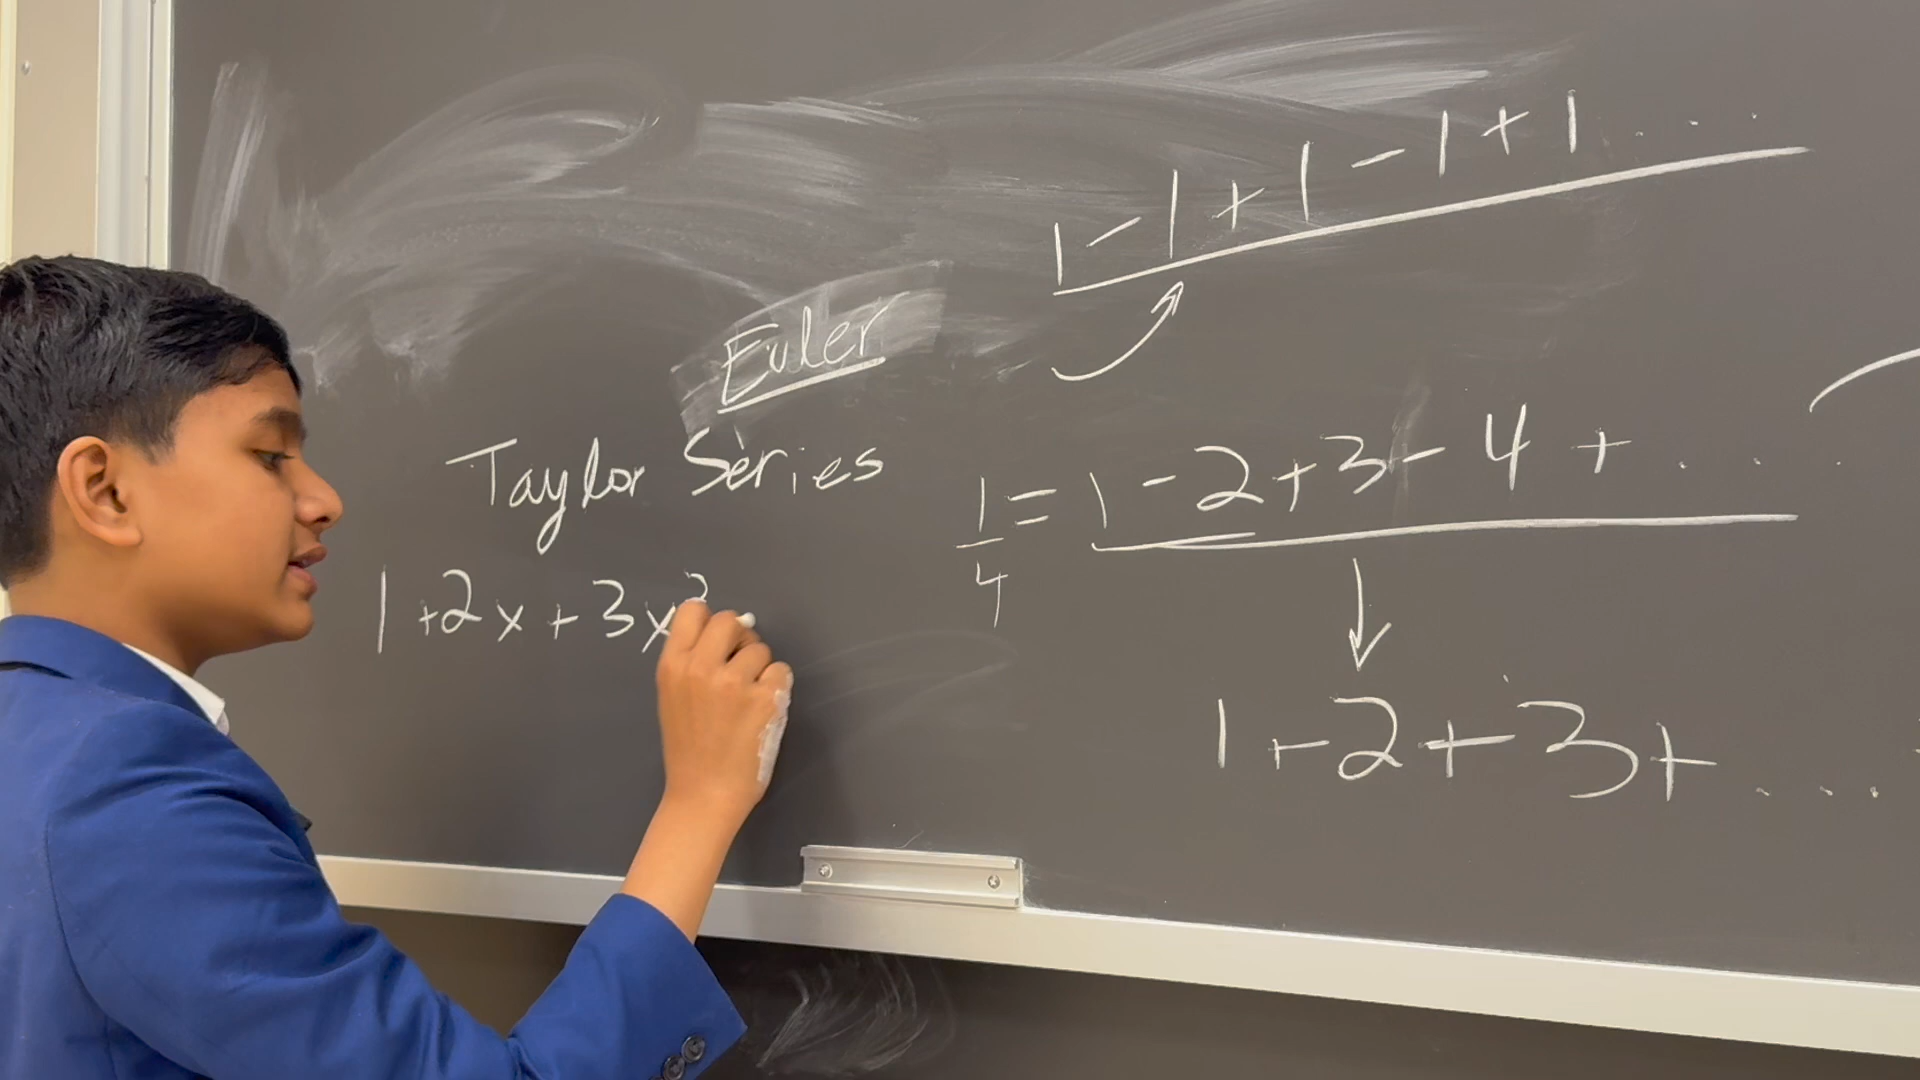 1 - 1 + 1 - 1 + 1 . . .
Euler
Taylor Series
1 + 2x + 3x²
1/4 = 1 - 2 + 3 - 4 + . . . .
1 + 2 + 3 + . . . .